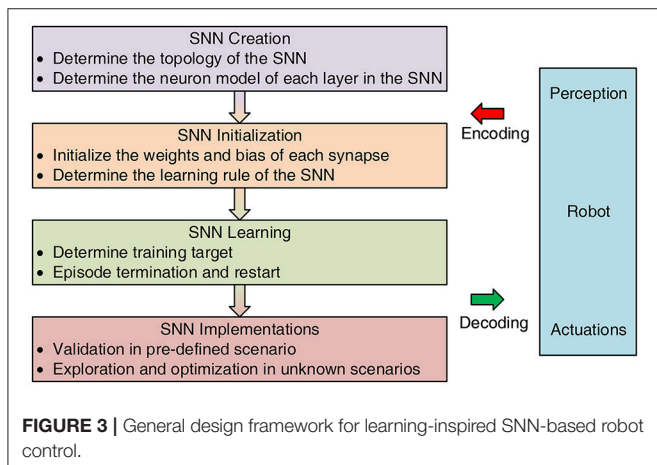 SNN Creation
• Determine the topology of the SNN
• Determine the neuron model of each layer in the SNN
SNN Initialization
• Initialize the weights and bias of each synapse
• Determine the learning rule of the SNN
SNN Learning
• Determine training target
• Episode termination and restart
SNN Implementations
• Validation in pre-defined scenario
• Exploration and optimization in unknown scenarios
Encoding
Decoding
Perception
Robot
Actuations
FIGURE 3 | General design framework for learning-inspired SNN-based robot
control.